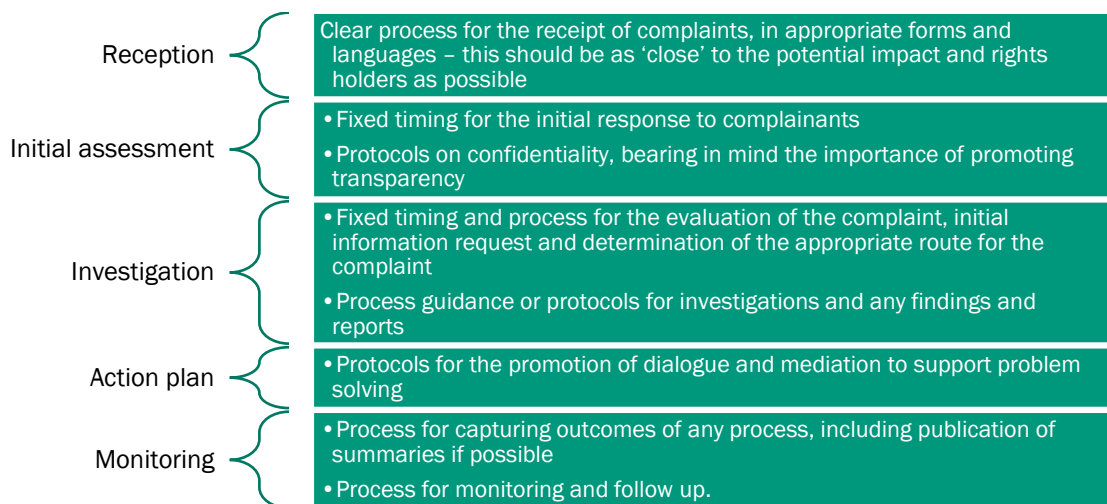 Reception
Clear process for the receipt of complaints, in appropriate forms and
languages – this should be as ‘close’ to the potential impact and rights
holders as possible
Initial assessment
•Fixed timing for the initial response to complainants
•Protocols on confidentiality, bearing in mind the importance of promoting
transparency
Investigation
•Fixed timing and process for the evaluation of the complaint, initial
information request and determination of the appropriate route for the
complaint
•Process guidance or protocols for investigations and any findings and
reports
Action plan
•Protocols for the promotion of dialogue and mediation to support problem
solving
Monitoring
•Process for capturing outcomes of any process, including publication of
summaries if possible
•Process for monitoring and follow up.